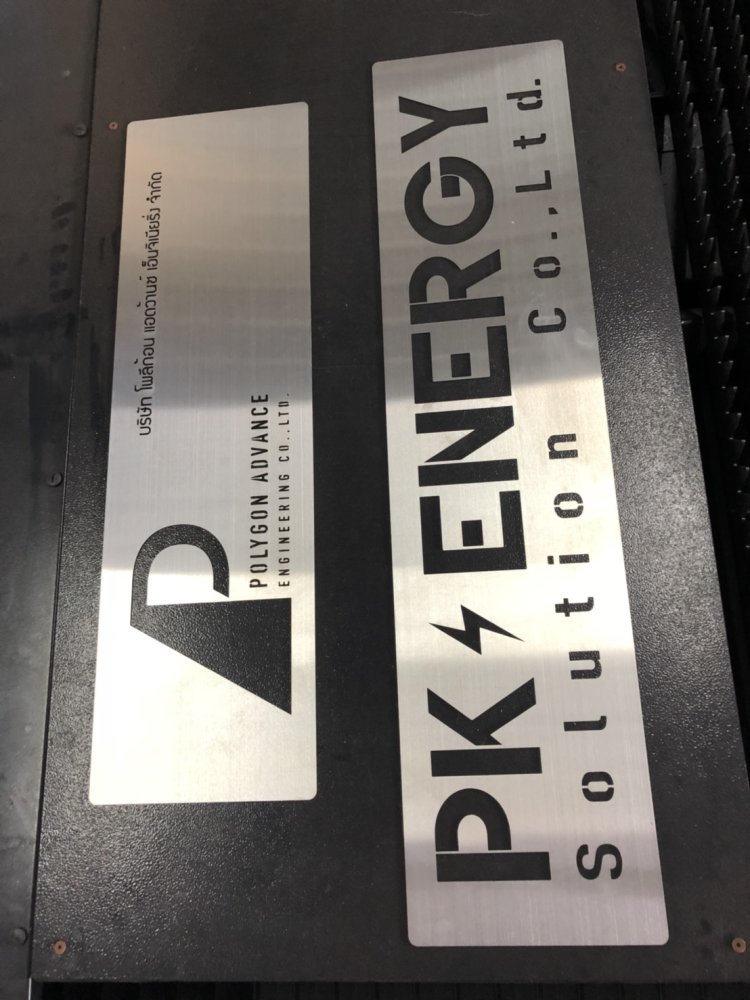 บริษัท โพลีก้อน แอดว้านซ์ เอ็นจิเนียริ่ง จำกัด
POLYGON ADVANCE
ENGINEERING CO.,LTD.
PK ENERGY
Solution Co.,Ltd.